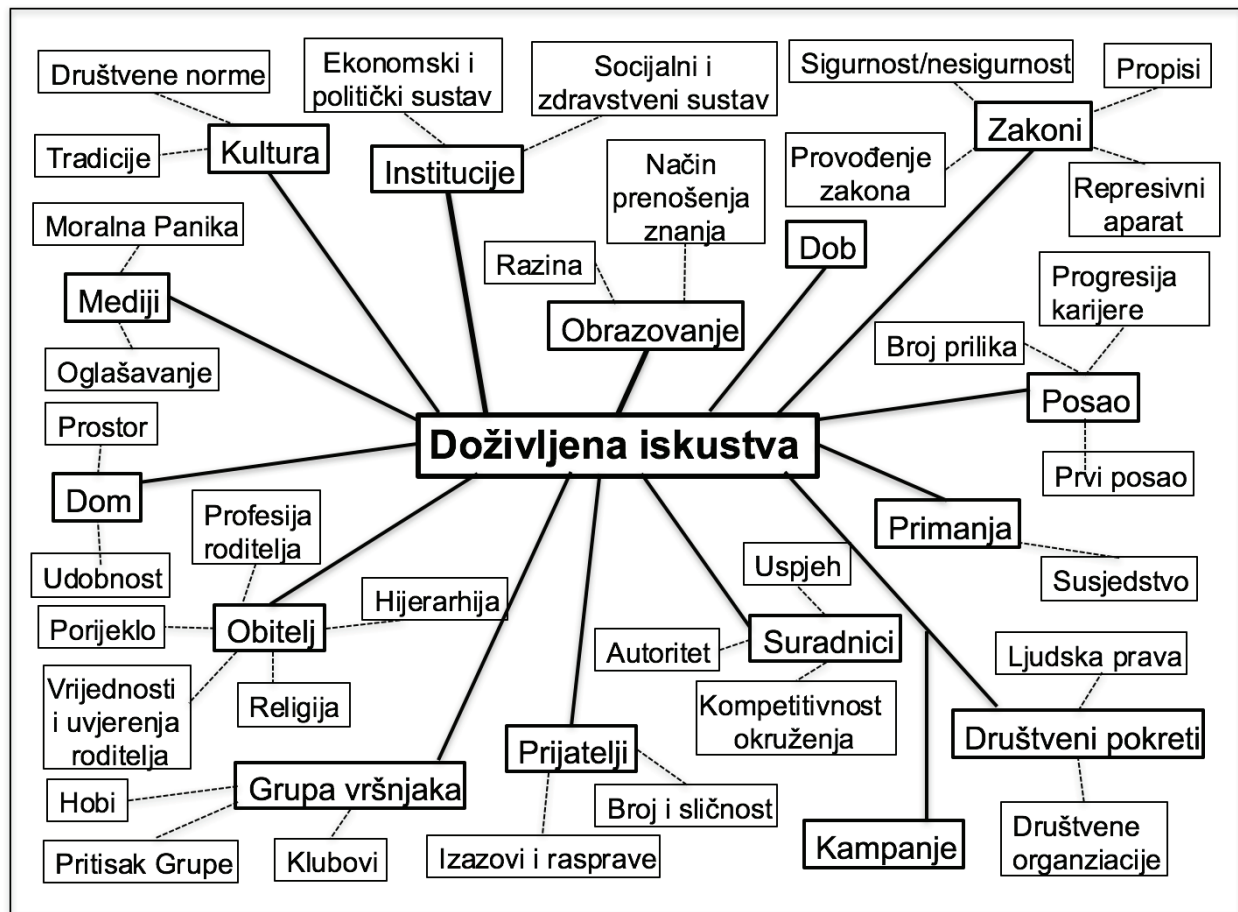 Društvene norme
Ekonomski i
politički sustav
Socijalni i
zdravstveni sustav
Sigurnost/nesigurnost
Propisi
Kultura
Tradicije
Institucije
Način
prenošenja
znanja
Zakoni
Provođenje
zakona
Represivni
aparat
Moralna Panika
Mediji
Oglašavanje
Razina
Obrazovanje
Dob
Progresija
karijere
Broj prilika
Posao
Prvi posao
Doživljena iskustva
Prostor
Dom
Udobnost
Profesija
roditelja
Hijerarhija
Porijeklo
Obitelj
Vrijednosti
i uvjerenja
roditelja
Religija
Primanja
Susjedstvo
Uspjeh
Autoritet
Suradnici
Kompetitivnost
okruženja
Ljudska prava
Društveni pokreti
Društvene
organziacije
Prijatelji
Broj i sličnost
Izazovi i rasprave
Grupa vršnjaka
Hobi
Pritisak Grupe
Klubovi
Kampanje